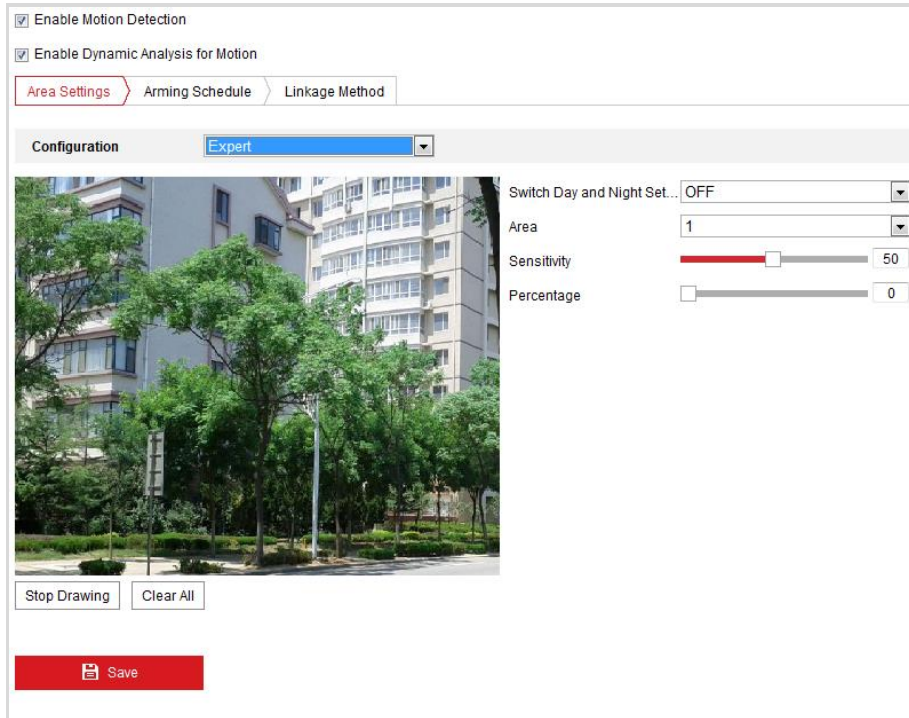 Enable Motion Detection
Enable Dynamic Analysis for Motion
Area Settings
Arming Schedule
Linkage Method
Configuration
Expert
Switch Day and Night Set...
OFF
Area
1
Sensitivity
50
Percentage
0
Stop Drawing
Clear All
Save